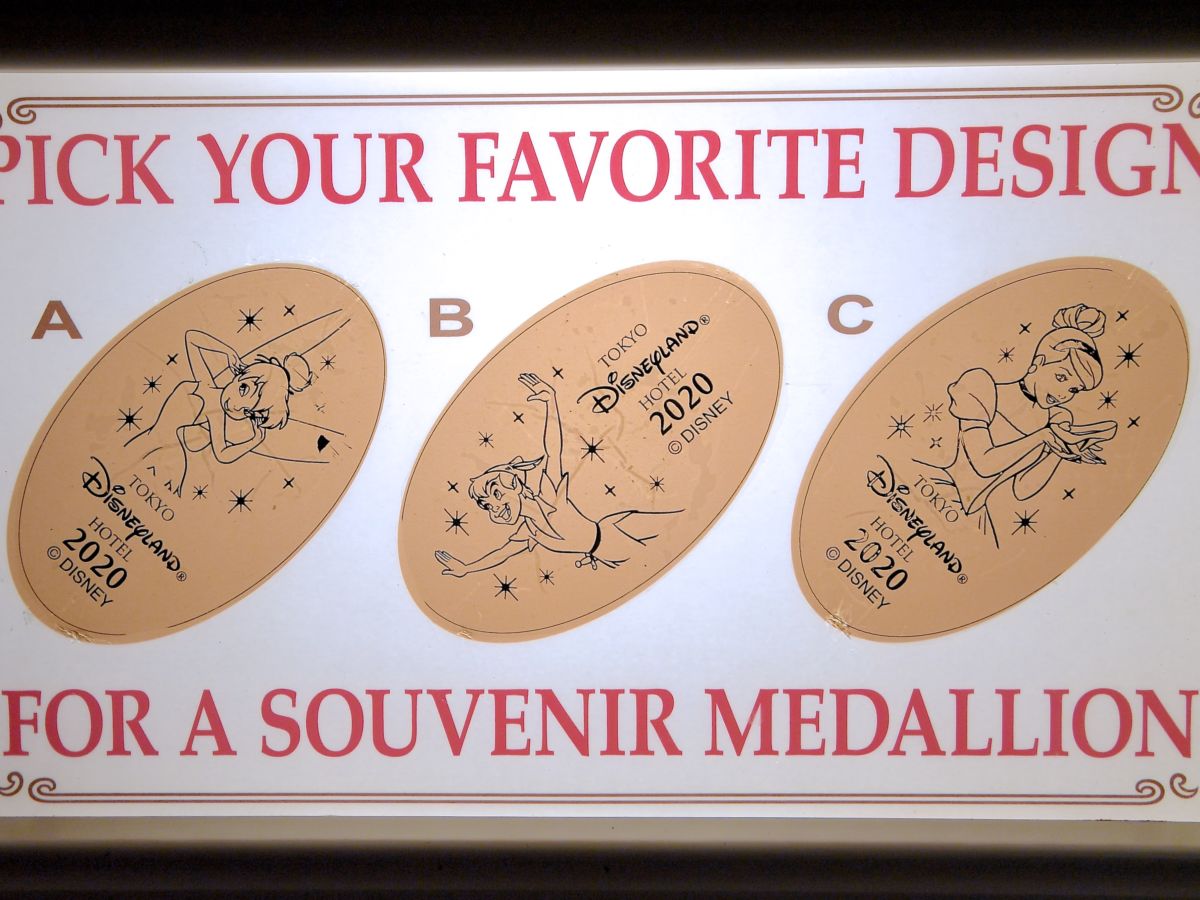 PICK YOUR FAVORITE DESIGN
A
TOKYO
DISNEYLAND®
HOTEL
2020
© DISNEY
B
TOKYO
DISNEYLAND®
HOTEL
2020
© DISNEY
C
TOKYO
DISNEYLAND®
HOTEL
2020
© DISNEY
FOR A SOUVENIR MEDALLION